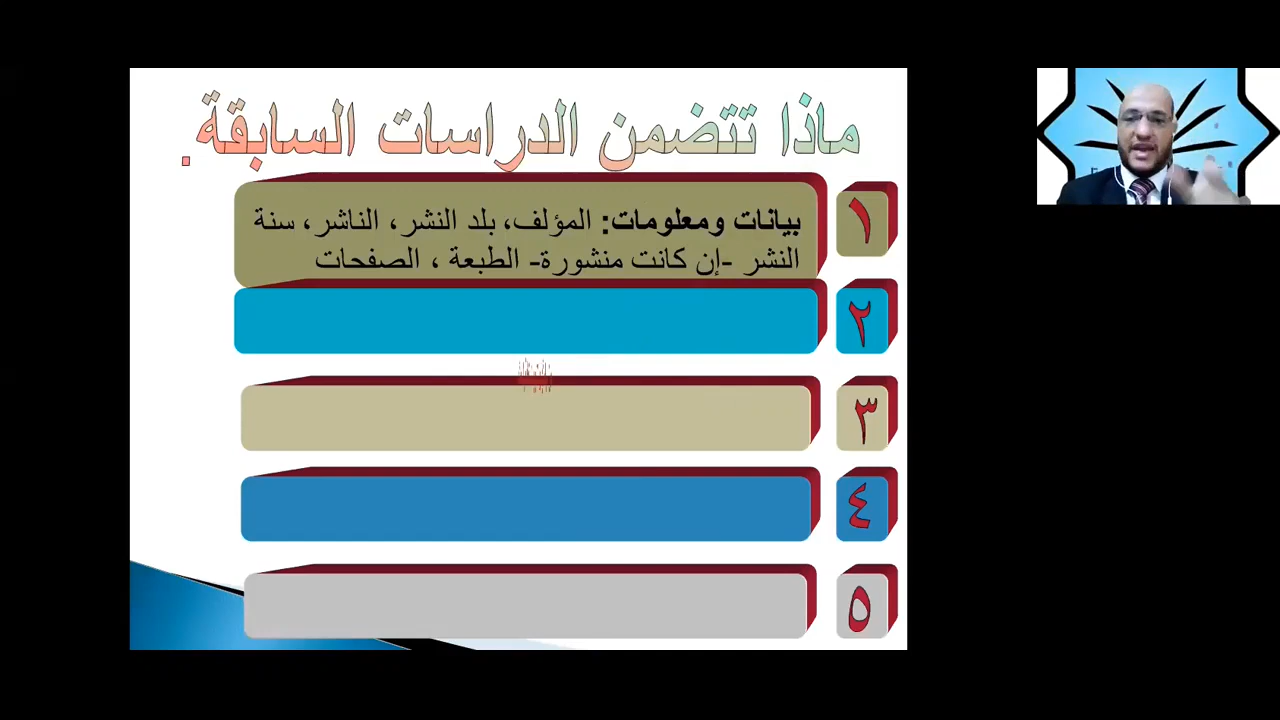 ماذا تتضمن الدراسات السابقة.
١
بيانات ومعلومات: المؤلف، بلد النشر، الناشر، سنة
النشر -إن كانت منشورة- الطبعة ، الصفحات
٢
٣
٤
٥